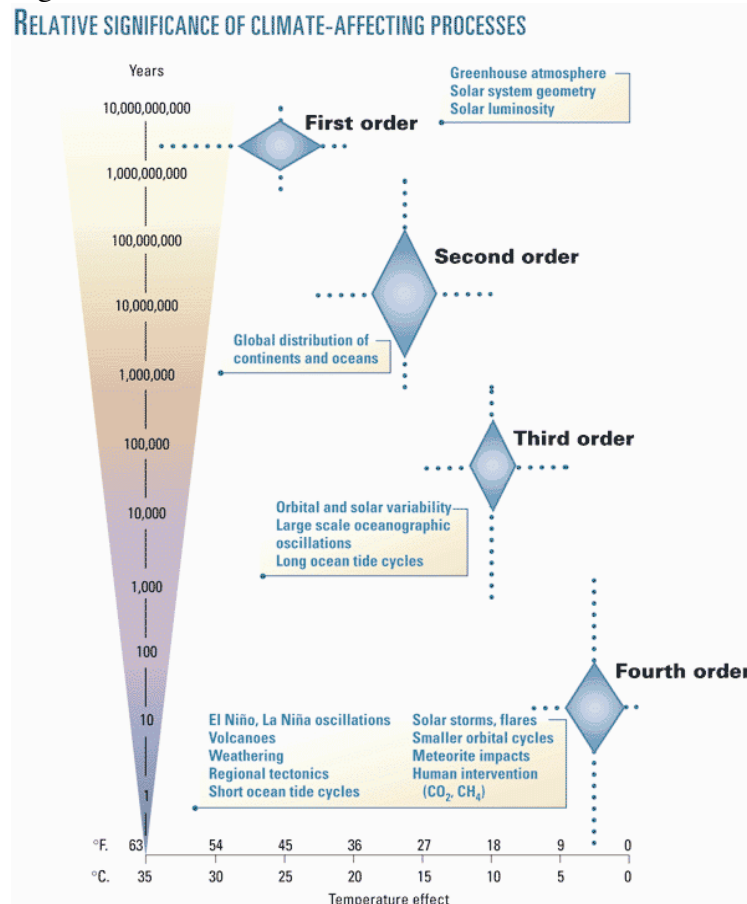 RELATIVE SIGNIFICANCE OF CLIMATE-AFFECTING PROCESSES
Years
10,000,000,000
1,000,000,000
100,000,000
10,000,000
1,000,000
100,000
10,000
1,000
100
10
1
First order
Greenhouse atmosphere
Solar system geometry
Solar luminosity
Second order
Global distribution of
continents and oceans
Third order
Orbital and solar variability
Large scale oceanographic
oscillations
Long ocean tide cycles
Fourth order
El Niño, La Niña oscillations
Volcanoes
Weathering
Regional tectonics
Short ocean tide cycles
Solar storms, flares
Smaller orbital cycles
Meteorite impacts
Human intervention
(CO₂, CH₄)
°F. 63 54 45 36 27 18 9 0
°C. 35 30 25 20 15 10 5 0
Temperature effect